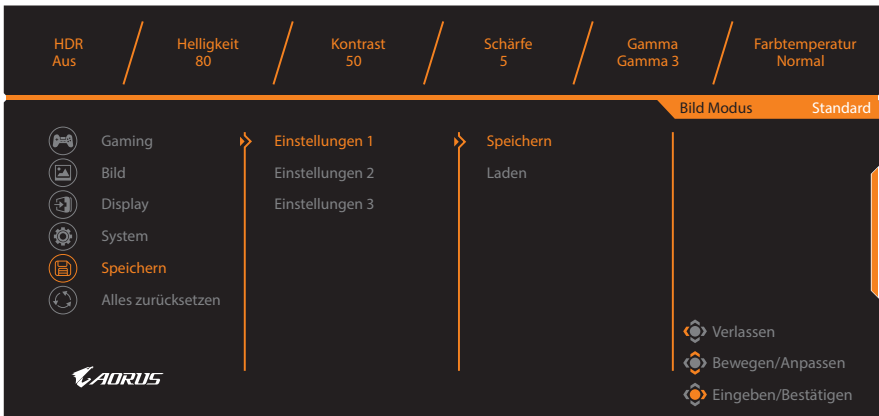 HDR
Aus
Helligkeit
80
Kontrast
50
Schärfe
5
Gamma
Gamma 3
Farbtemperatur
Normal
Bild Modus Standard
Gaming
Bild
Display
System
Speichern
Alles zurücksetzen
Einstellungen 1
Einstellungen 2
Einstellungen 3
Speichern
Laden
Verlassen
Bewegen/Anpassen
Eingeben/Bestätigen
AORUS